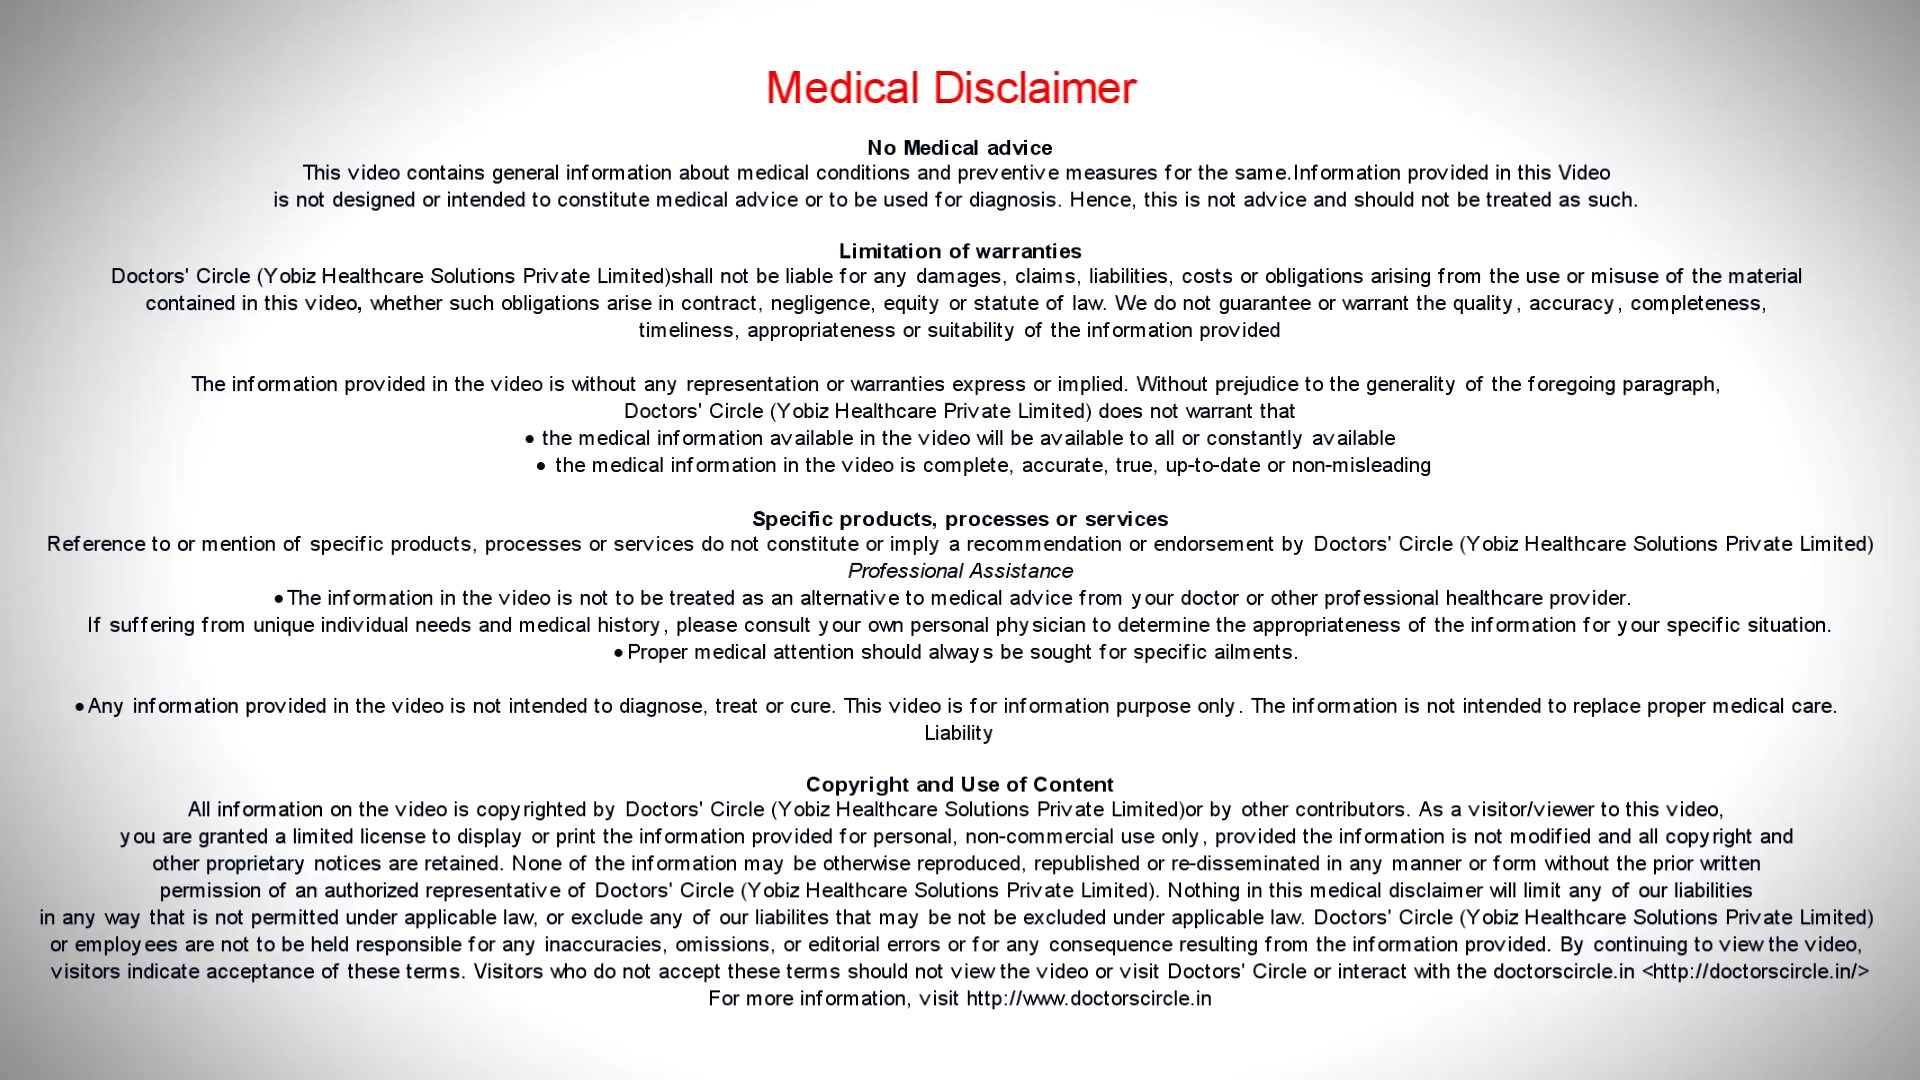 Medical Disclaimer
No Medical advice
This video contains general information about medical conditions and preventive measures for the same.Information provided in this Video
is not designed or intended to constitute medical advice or to be used for diagnosis. Hence, this is not advice and should not be treated as such.
Limitation of warranties
Doctors' Circle (Yobiz Healthcare Solutions Private Limited)shall not be liable for any damages, claims, liabilities, costs or obligations arising from the use or misuse of the material
contained in this video, whether such obligations arise in contract, negligence, equity or statute of law. We do not guarantee or warrant the quality, accuracy, completeness,
timeliness, appropriateness or suitability of the information provided
The information provided in the video is without any representation or warranties express or implied. Without prejudice to the generality of the foregoing paragraph,
Doctors' Circle (Yobiz Healthcare Private Limited) does not warrant that
• the medical information available in the video will be available to all or constantly available
• the medical information in the video is complete, accurate, true, up-to-date or non-misleading
Specific products, processes or services
Reference to or mention of specific products, processes or services do not constitute or imply a recommendation or endorsement by Doctors' Circle (Yobiz Healthcare Solutions Private Limited)
Professional Assistance
•The information in the video is not to be treated as an alternative to medical advice from your doctor or other professional healthcare provider.
If suffering from unique individual needs and medical history, please consult your own personal physician to determine the appropriateness of the information for your specific situation.
•Proper medical attention should always be sought for specific ailments.
•Any information provided in the video is not intended to diagnose, treat or cure. This video is for information purpose only. The information is not intended to replace proper medical care.
Liability
Copyright and Use of Content
All information on the video is copyrighted by Doctors' Circle (Yobiz Healthcare Solutions Private Limited)or by other contributors. As a visitor/viewer to this video,
you are granted a limited license to display or print the information provided for personal, non-commercial use only, provided the information is not modified and all copyright and
other proprietary notices are retained. None of the information may be otherwise reproduced, republished or re-disseminated in any manner or form without the prior written
permission of an authorized representative of Doctors' Circle (Yobiz Healthcare Solutions Private Limited). Nothing in this medical disclaimer will limit any of our liabilities
in any way that is not permitted under applicable law, or exclude any of our liabilites that may be not be excluded under applicable law. Doctors' Circle (Yobiz Healthcare Solutions Private Limited)
or employees are not to be held responsible for any inaccuracies, omissions, or editorial errors or for any consequence resulting from the information provided. By continuing to view the video,
visitors indicate acceptance of these terms. Visitors who do not accept these terms should not view the video or visit Doctors' Circle or interact with the doctorscircle.in <http://doctorscircle.in/>
For more information, visit http://www.doctorscircle.in